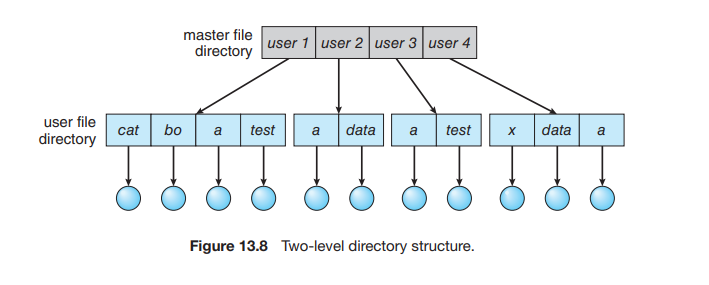 master file
directory
user 1 user 2 user 3 user 4
user file
directory
cat bo a test a data a test x data a
Figure 13.8 Two-level directory structure.